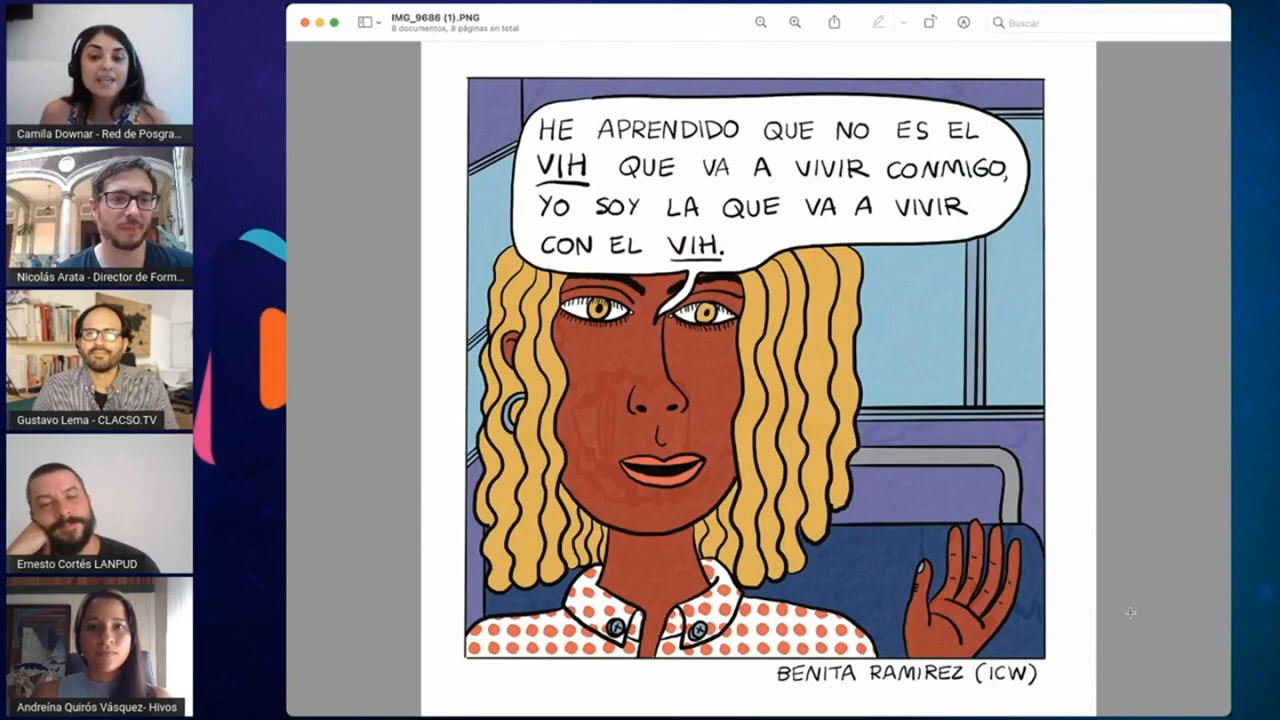 Camila Downar - Red de Posgra...
Nicolás Arata - Director de Form...
Gustavo Lema - CLACSO.TV
Ernesto Cortés LANPUD
Andreína Quirós Vásquez- Hivos
IMG_9686 (1).PNG
8 documentos, 8 páginas en total
Buscar
HE APRENDIDO QUE NO ES EL
VIH QUE VA A VIVIR CONMIGO,
YO SOY LA QUE VA A VIVIR
CON EL VIH.
BENITA RAMIREZ (ICW)